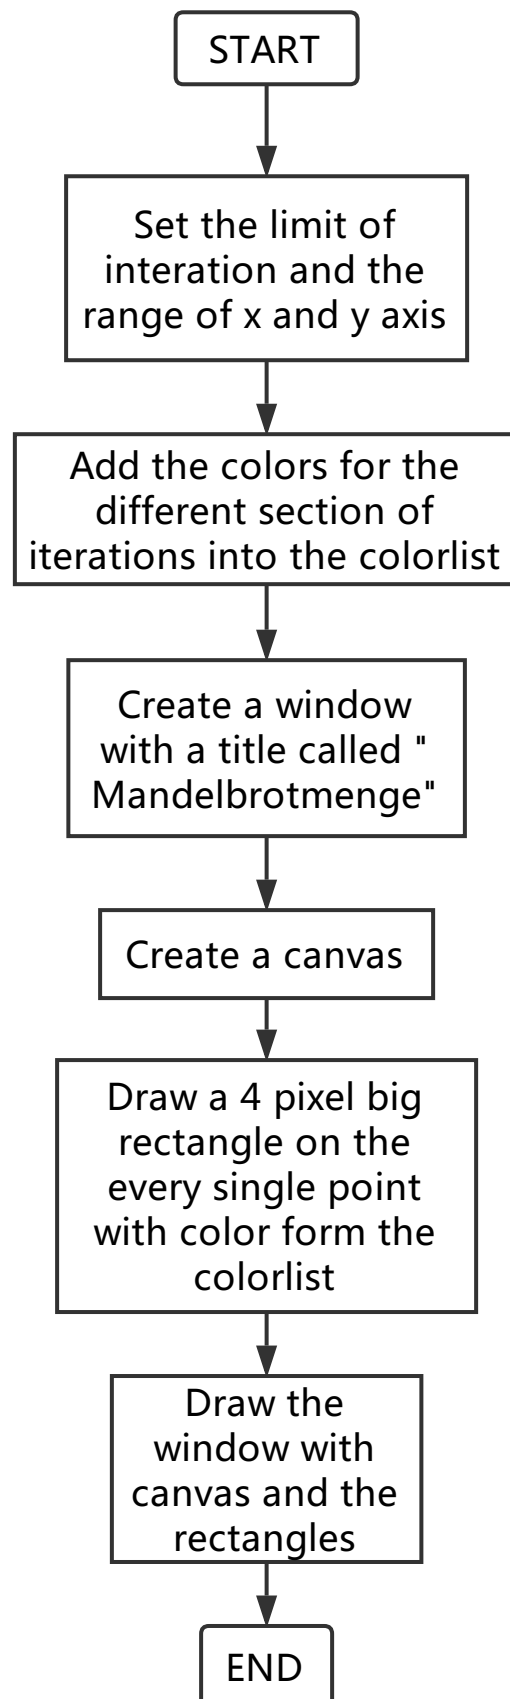 START
Set the limit of
interation and the
range of x and y axis
Add the colors for the
different section of
iterations into the colorlist
Create a window
with a title called "
Mandelbrotmenge"
Create a canvas
Draw a 4 pixel big
rectangle on the
every single point
with color form the
colorlist
Draw the
window with
canvas and the
rectangles
END